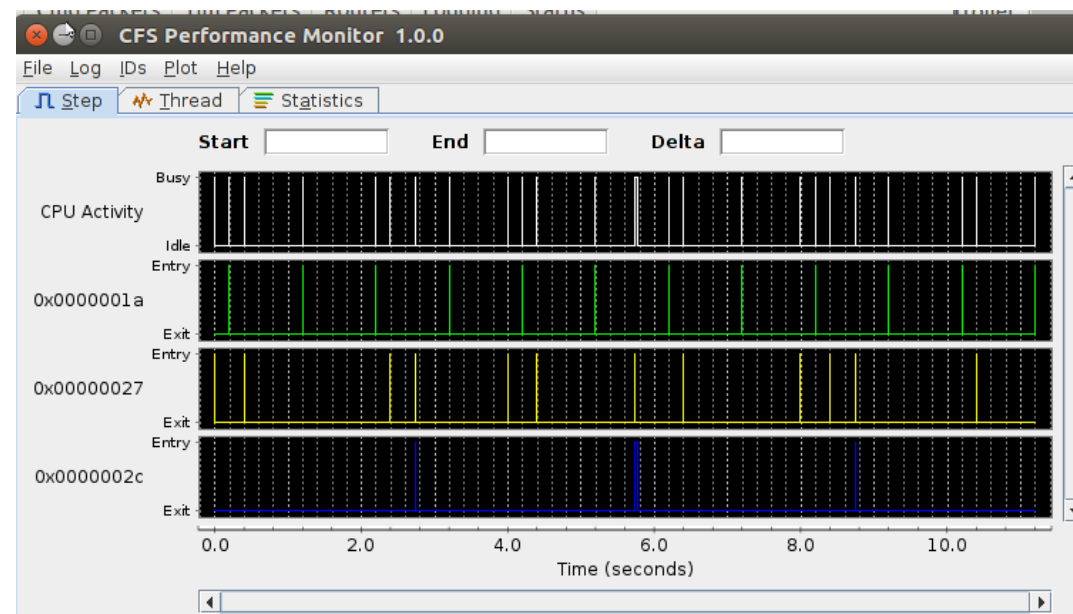 CFS Performance Monitor 1.0.0
File Log IDs Plot Help
Step Thread Statistics
Start End Delta
Busy
CPU Activity
Idle
Entry
0x0000001a
Exit
Entry
0x00000027
Exit
Entry
0x0000002c
Exit
0.0 2.0 4.0 6.0 8.0 10.0
Time (seconds)